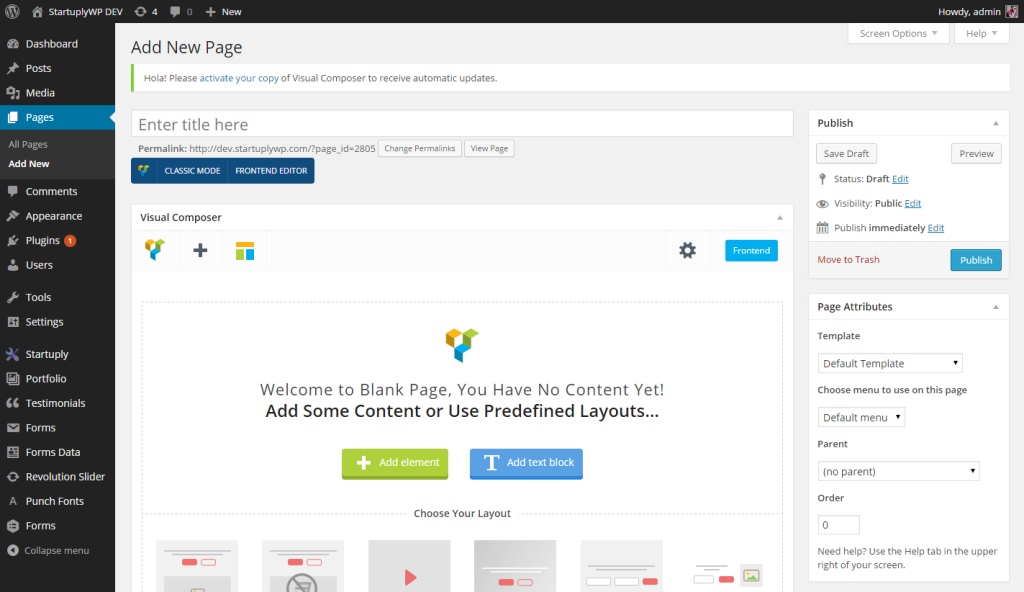 StartuplyWP DEV 4 0 New Howdy, admin
Dashboard
Posts
Media
Pages
All Pages
Add New
Comments
Appearance
Plugins 1
Users
Tools
Settings
Startuply
Portfolio
Testimonials
Forms
Forms Data
Revolution Slider
A Punch Fonts
Forms
Collapse menu
Screen Options Help
Add New Page
Hola! Please activate your copy of Visual Composer to receive automatic updates.
Enter title here
Permalink: http://dev.startuplywp.com/?page_id=2805 Change Permalinks View Page
CLASSIC MODE FRONTEND EDITOR
Visual Composer
Frontend
Welcome to Blank Page, You Have No Content Yet!
Add Some Content or Use Predefined Layouts...
Add element T Add text block
Choose Your Layout
Publish
Save Draft Preview
Status: Draft Edit
Visibility: Public Edit
Publish immediately Edit
Move to Trash Publish
Page Attributes
Template
Default Template
Choose menu to use on this page
Default menu
Parent
(no parent)
Order
0
Need help? Use the Help tab in the upper
right of your screen.